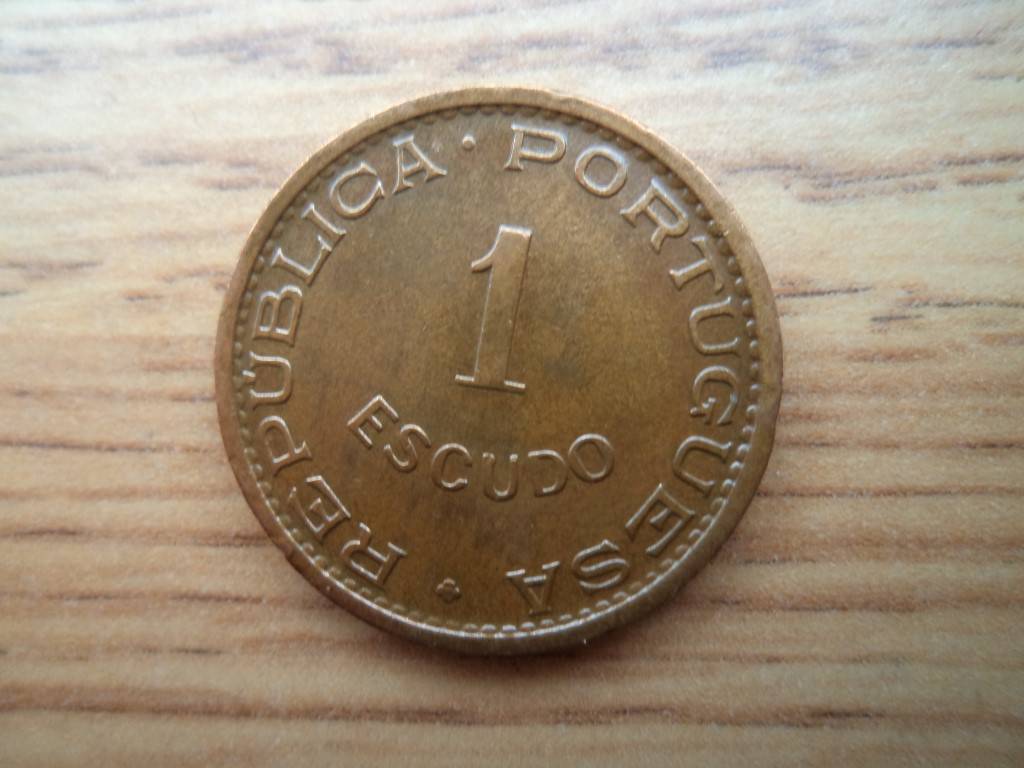 REPÚBLICA · PORTUGUESA
1
ESCUDO